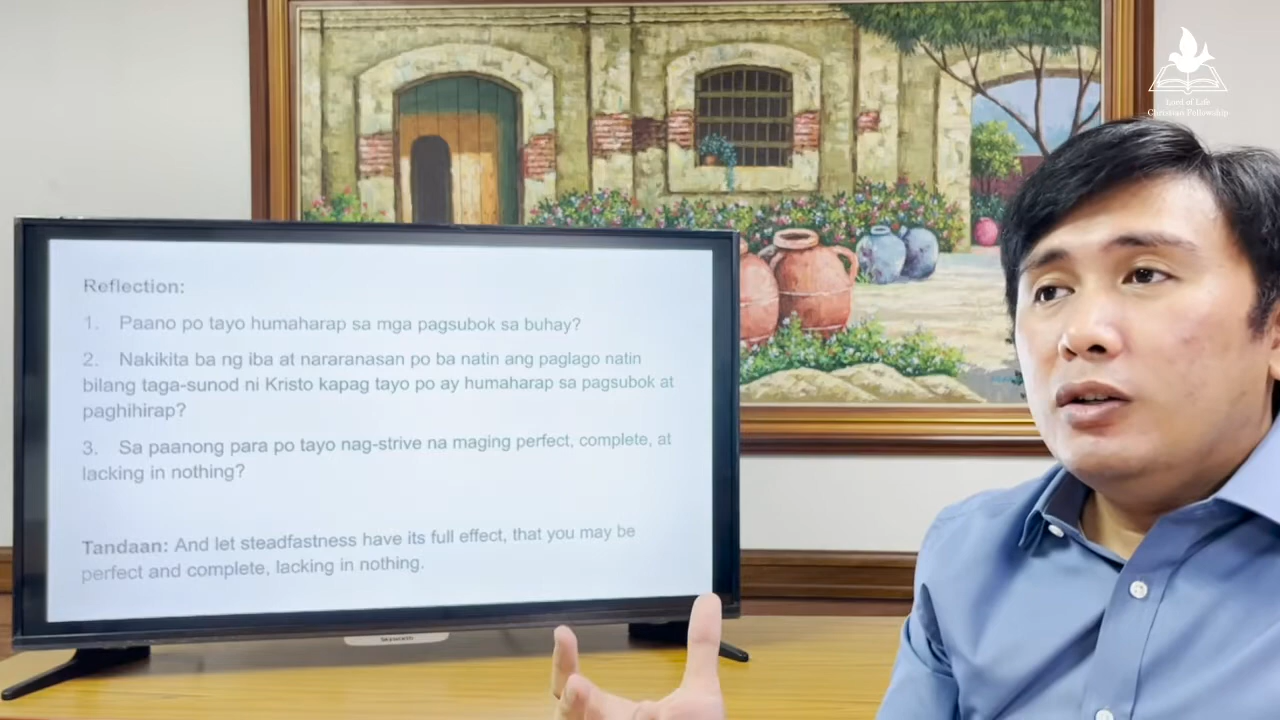 Lord of Life
Christian Fellowship
Reflection:
1. Paano po tayo humaharap sa mga pagsubok sa buhay?
2. Nakikita ba ng iba at nararanasan po ba natin ang paglago natin
bilang taga-sunod ni Kristo kapag tayo po ay humaharap sa pagsubok at
paghihirap?
3. Sa paanong para po tayo nag-strive na maging perfect, complete, at
lacking in nothing?
Tandaan: And let steadfastness have its full effect, that you may be
perfect and complete, lacking in nothing.